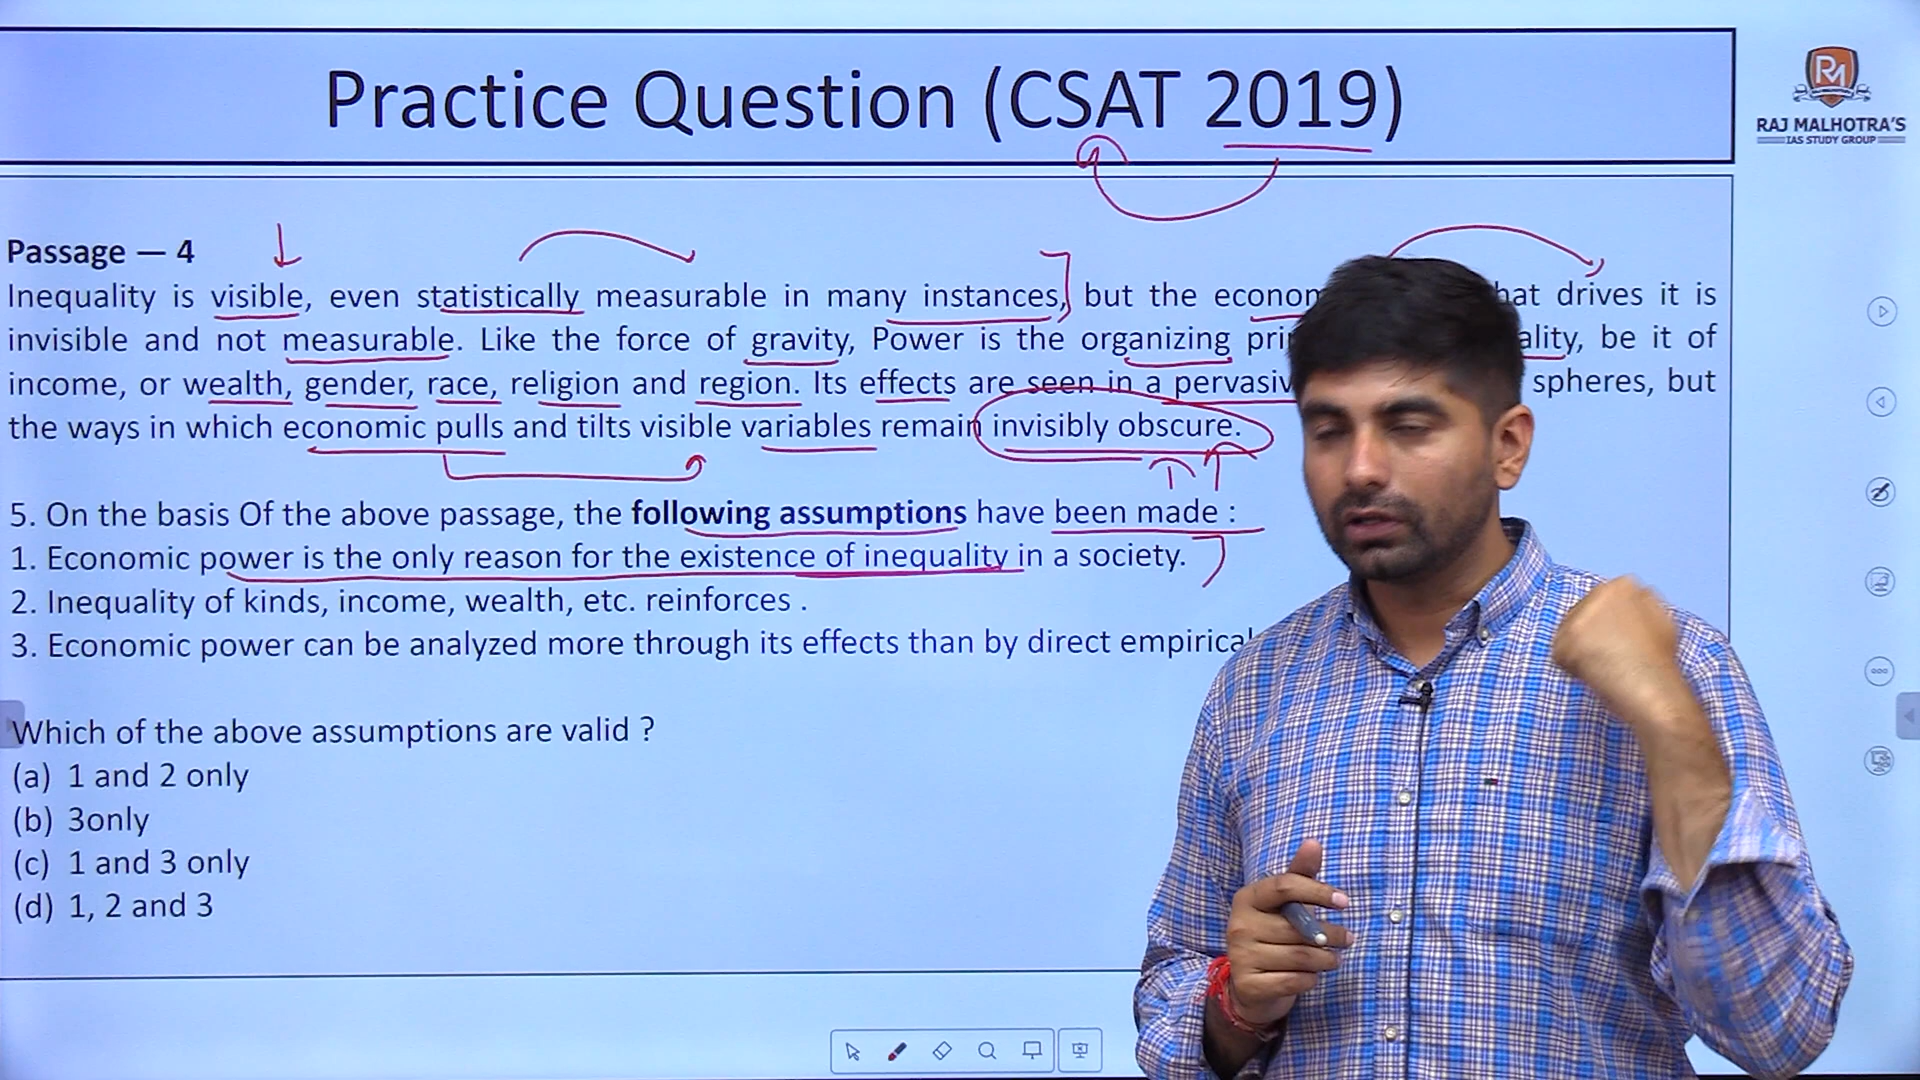 Practice Question (CSAT 2019)
RM
RAJ MALHOTRA'S
IAS STUDY GROUP
Passage — 4
Inequality is visible, even statistically measurable in many instances, but the that drives it is
invisible and not measurable. Like the force of gravity, Power is the organizing be it of
income, or wealth, gender, race, religion and region. Its effects are seen in a spheres, but
the ways in which economic pulls and tilts visible variables remain invisibly obscure.
5. On the basis Of the above passage, the following assumptions have been made :
1. Economic power is the only reason for the existence of inequality in a society.
2. Inequality of kinds, income, wealth, etc. reinforces .
3. Economic power can be analyzed more through its effects than by direct empirical
Which of the above assumptions are valid ?
(a) 1 and 2 only
(b) 3only
(c) 1 and 3 only
(d) 1, 2 and 3